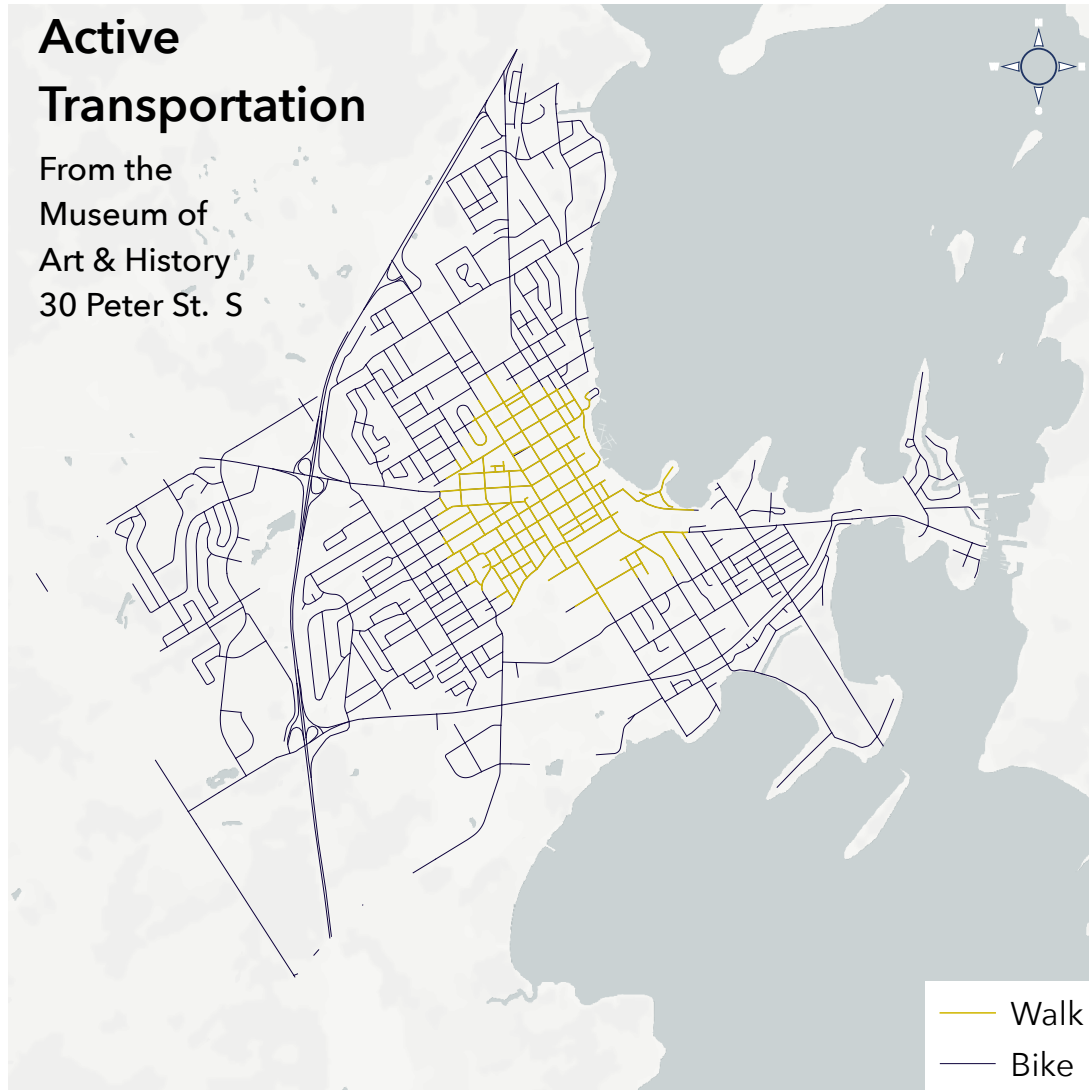 Active
Transportation
From the
Museum of
Art & History
30 Peter St.  S
Walk
Bike